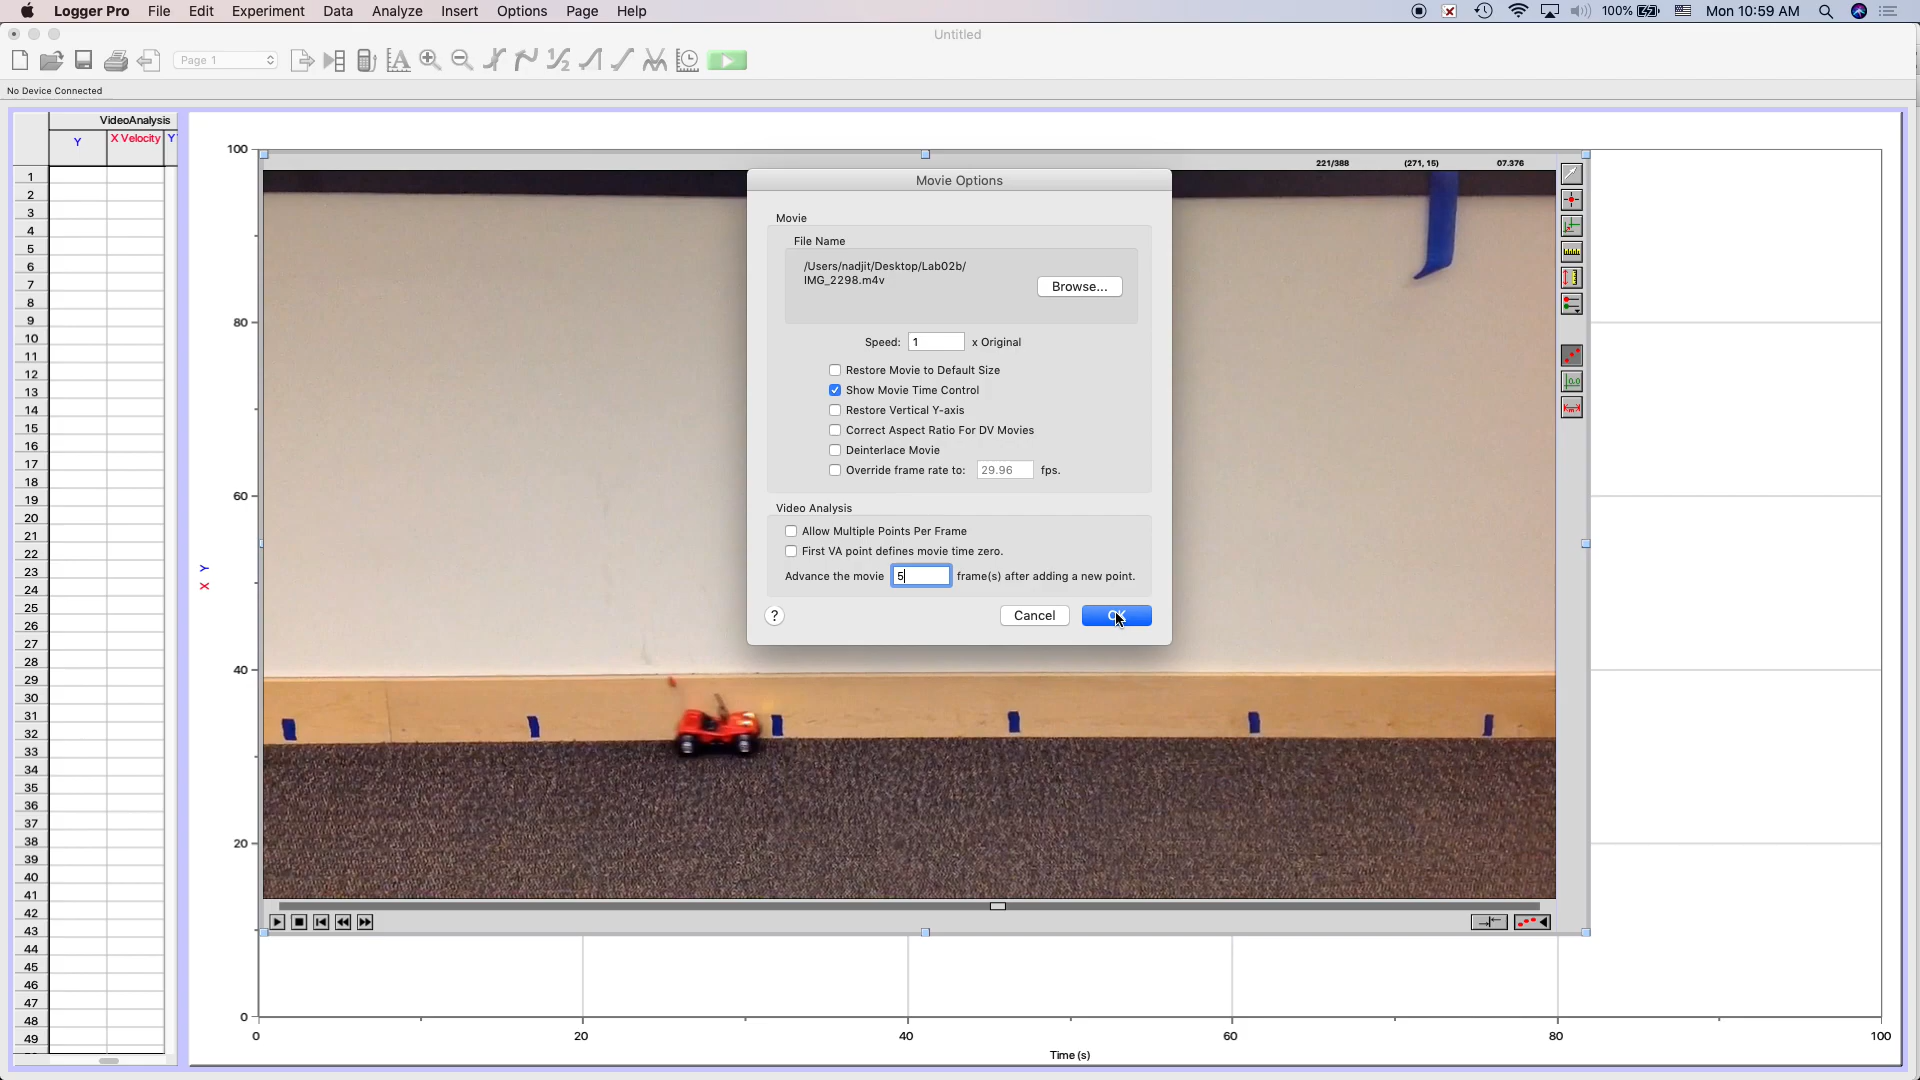 Logger Pro File Edit Experiment Data Analyze Insert Options Page Help 100% Mon 10:59 AM
Untitled
Page 1
No Device Connected
VideoAnalysis
Y X Velocity Y
1
2
3
4
5
6
7
8
9
10
11
12
13
14
15
16
17
18
19
20
21
22
23
24
25
26
27
28
29
30
31
32
33
34
35
36
37
38
39
40
41
42
43
44
45
46
47
48
49
X Y
100
80
60
40
20
0
221/388 (271, 15) 07.376
Movie Options
Movie
File Name
/Users/nadjit/Desktop/Lab02b/
IMG_2298.m4v
Browse...
Speed: 1 x Original
Restore Movie to Default Size
Show Movie Time Control
Restore Vertical Y-axis
Correct Aspect Ratio For DV Movies
Deinterlace Movie
Override frame rate to: 29.96 fps.
Video Analysis
Allow Multiple Points Per Frame
First VA point defines movie time zero.
Advance the movie 5 frame(s) after adding a new point.
? Cancel OK
0 20 40 60 80 100
Time (s)